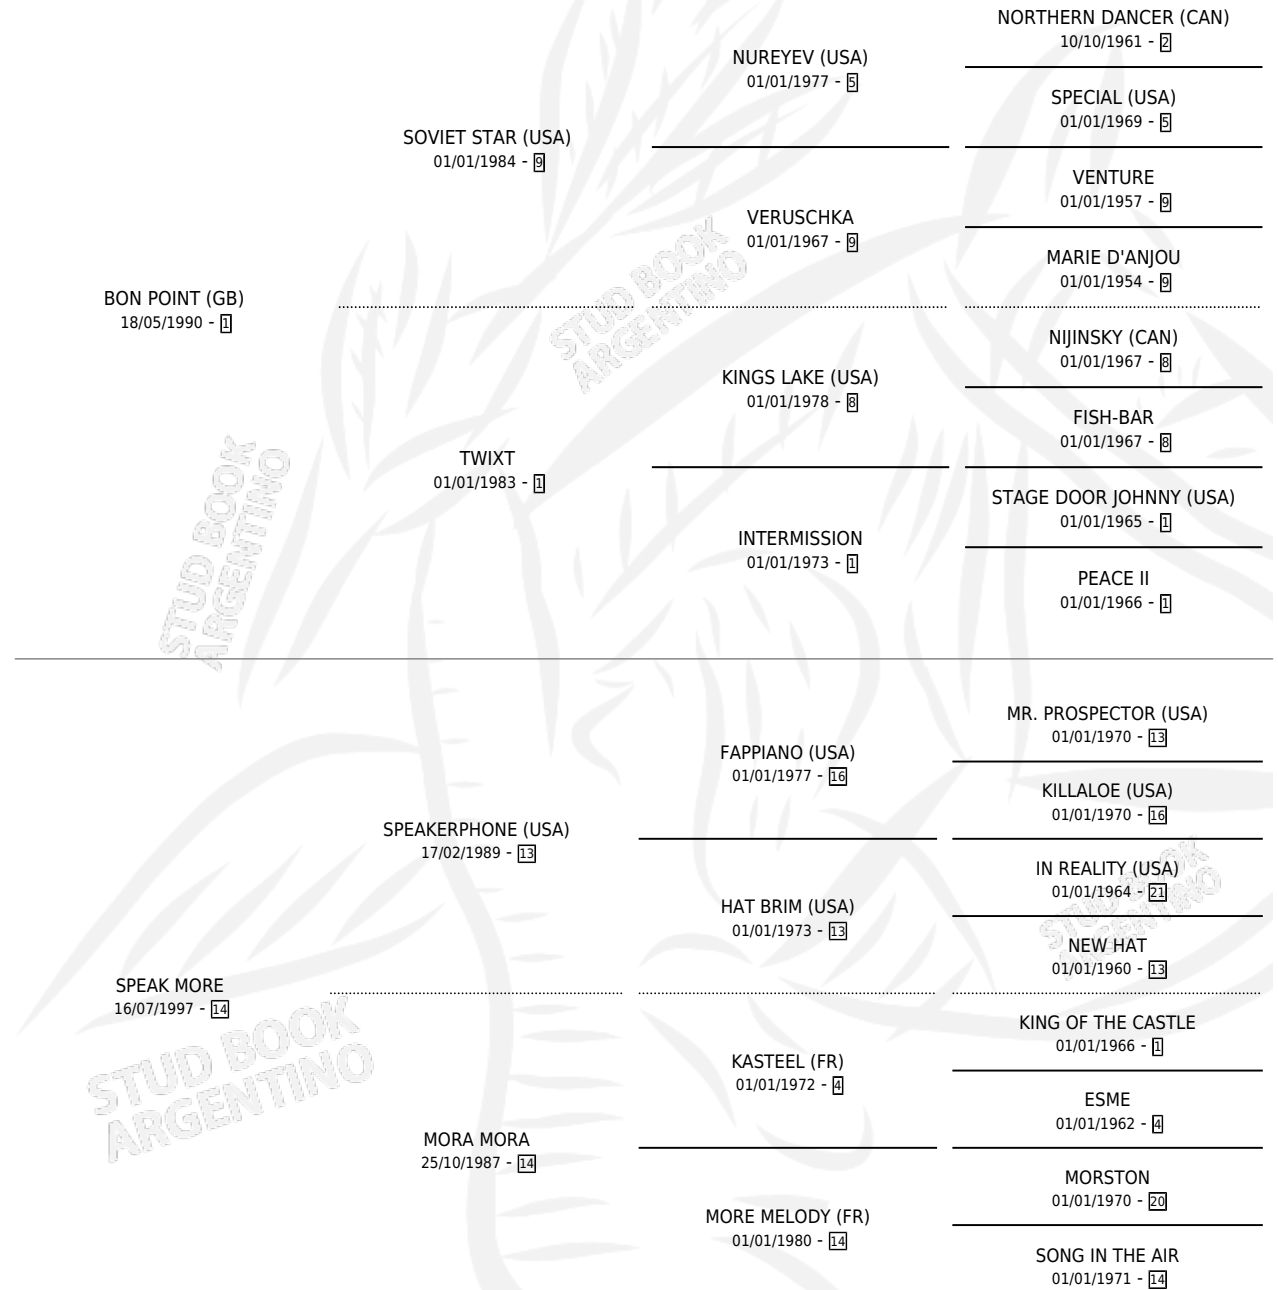 NORTHERN DANCER (CAN)
10/10/1961 - 2
NUREYEV (USA)
01/01/1977 - 5
SPECIAL (USA)
01/01/1969 - 5
SOVIET STAR (USA)
01/01/1984 - 9
VENTURE
01/01/1957 - 9
VERUSCHKA
01/01/1967 - 9
MARIE D'ANJOU
01/01/1954 - 9
BON POINT (GB)
18/05/1990 - 1
NIJINSKY (CAN)
01/01/1967 - 8
KINGS LAKE (USA)
01/01/1978 - 8
FISH-BAR
01/01/1967 - 8
TWIXT
01/01/1983 - 1
STAGE DOOR JOHNNY (USA)
01/01/1965 - 1
INTERMISSION
01/01/1973 - 1
PEACE II
01/01/1966 - 1
MR. PROSPECTOR (USA)
01/01/1970 - 13
FAPPIANO (USA)
01/01/1977 - 16
KILLALOE (USA)
01/01/1970 - 16
SPEAKERPHONE (USA)
17/02/1989 - 13
IN REALITY (USA)
01/01/1964 - 21
HAT BRIM (USA)
01/01/1973 - 13
NEW HAT
01/01/1960 - 13
SPEAK MORE
16/07/1997 - 14
KING OF THE CASTLE
01/01/1966 - 1
KASTEEL (FR)
01/01/1972 - 4
ESME
01/01/1962 - 4
MORA MORA
25/10/1987 - 14
MORSTON
01/01/1970 - 20
MORE MELODY (FR)
01/01/1980 - 14
SONG IN THE AIR
01/01/1971 - 14
STUD BOOK
ARGENTINO
STUD BOOK
ARGENTINO
STUD BOOK
ARGENTINO
STUD BOOK
ARGENTINO